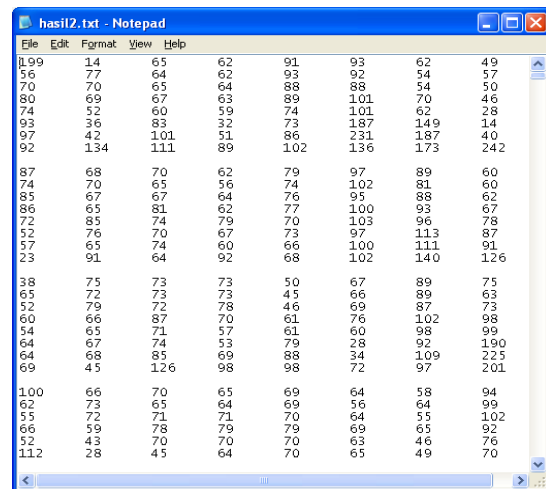 hasil2.txt - Notepad
File Edit Format View Help
199 14 65 62 91 93 62 49
56 77 64 62 93 92 54 57
70 70 65 64 88 88 54 50
80 69 67 63 89 101 70 46
74 52 60 59 74 101 62 28
93 36 83 32 73 187 149 14
97 42 101 51 86 231 187 40
92 134 111 89 102 136 173 242
87 68 70 62 79 97 89 60
74 70 65 56 74 102 81 60
85 67 67 64 76 95 88 62
86 65 81 62 77 100 93 67
72 85 74 79 70 103 96 78
52 76 70 67 73 97 113 87
57 65 74 60 66 100 111 91
23 91 64 92 68 102 140 126
38 75 73 73 50 67 89 75
65 72 73 73 45 66 89 63
52 79 72 78 46 69 87 73
60 66 87 70 61 76 102 98
54 65 71 57 61 60 98 99
64 67 74 53 79 28 92 190
64 68 85 69 88 34 109 225
69 45 126 98 98 72 97 201
100 66 70 65 69 64 58 94
62 73 65 64 69 56 64 99
55 72 71 71 70 64 55 102
66 59 78 79 79 69 65 92
52 43 70 70 70 63 46 76
112 28 45 64 70 65 49 70